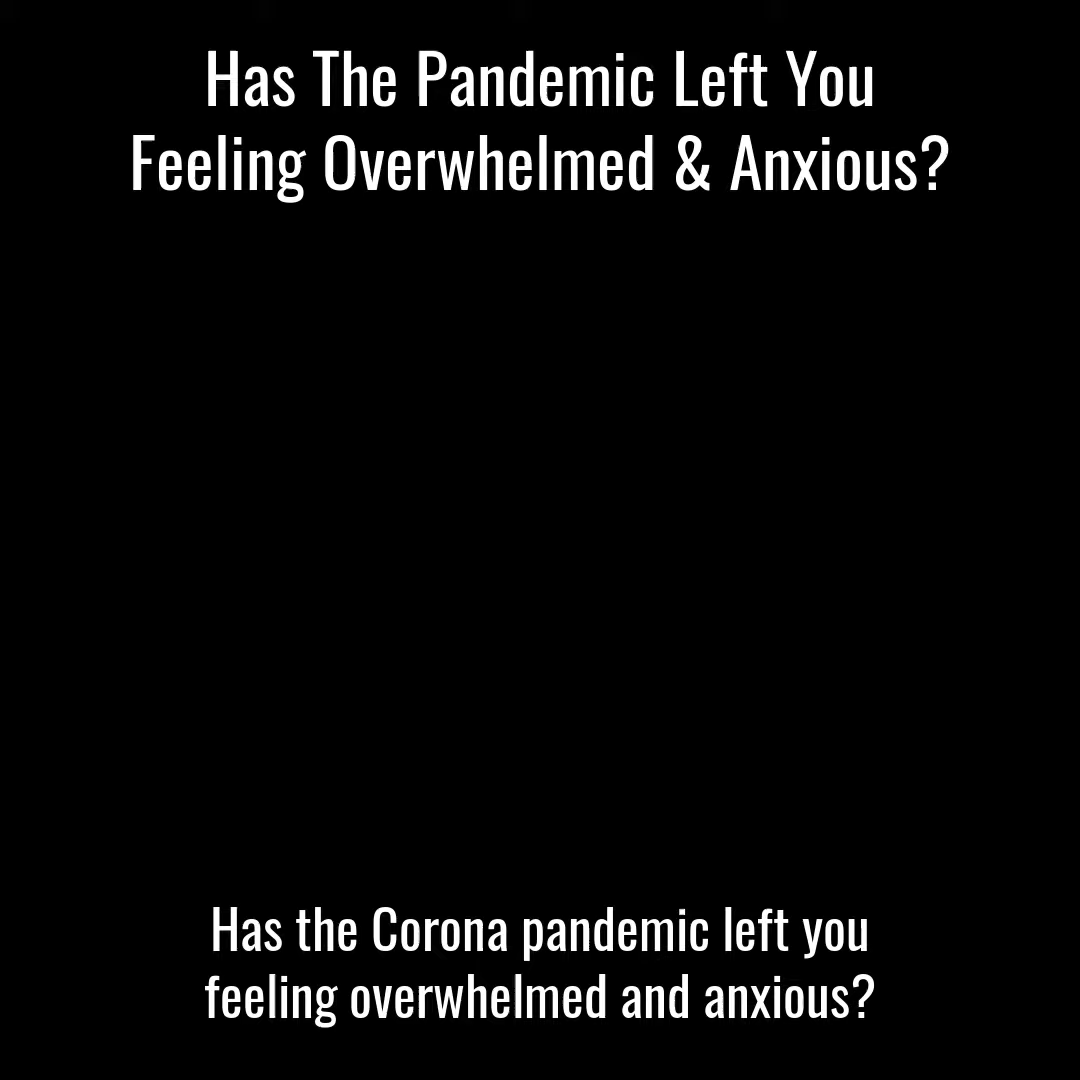 Has The Pandemic Left You
Feeling Overwhelmed & Anxious?
Has the Corona pandemic left you
feeling overwhelmed and anxious?